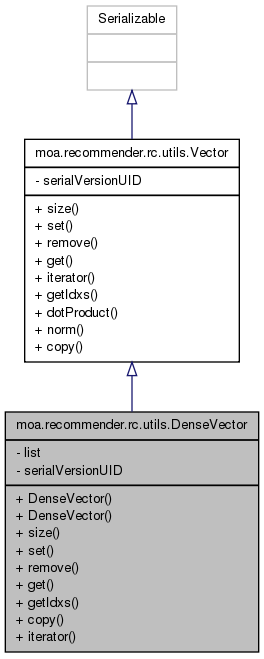 Serializable
moa.recommender.rc.utils.Vector
- serialVersionUID
+ size()
+ set()
+ remove()
+ get()
+ iterator()
+ getIdxs()
+ dotProduct()
+ norm()
+ copy()
moa.recommender.rc.utils.DenseVector
- list
- serialVersionUID
+ DenseVector()
+ DenseVector()
+ size()
+ set()
+ remove()
+ get()
+ getIdxs()
+ copy()
+ iterator()